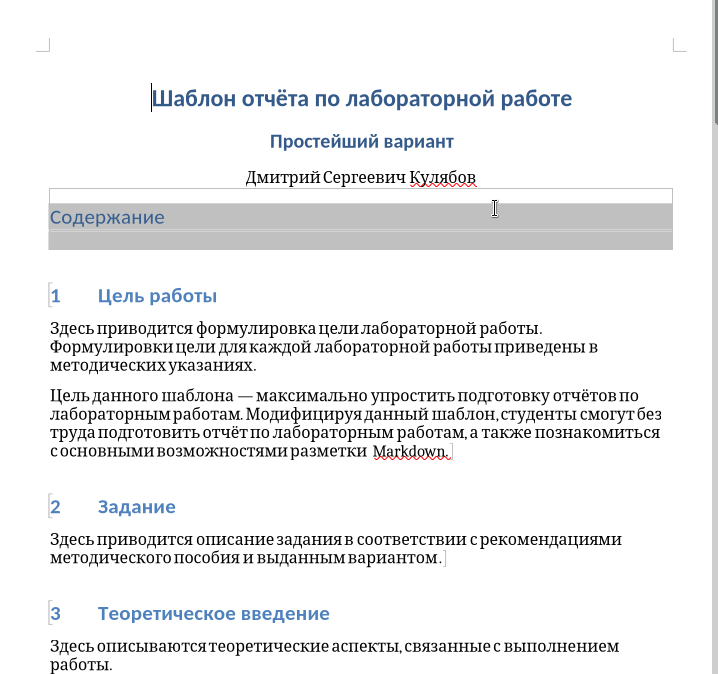 Шаблон отчёта по лабораторной работе
Простейший вариант
Дмитрий Сергеевич Кулябов
Содержание
1 Цель работы
Здесь приводится формулировка цели лабораторной работы.
Формулировки цели для каждой лабораторной работы приведены в
методических указаниях.
Цель данного шаблона — максимально упростить подготовку отчётов по
лабораторным работам. Модифицируя данный шаблон, студенты смогут без
труда подготовить отчёт по лабораторным работам, а также познакомиться
с основными возможностями разметки Markdown.
2 Задание
Здесь приводится описание задания в соответствии с рекомендациями
методического пособия и выданным вариантом.
3 Теоретическое введение
Здесь описываются теоретические аспекты, связанные с выполнением
работы.